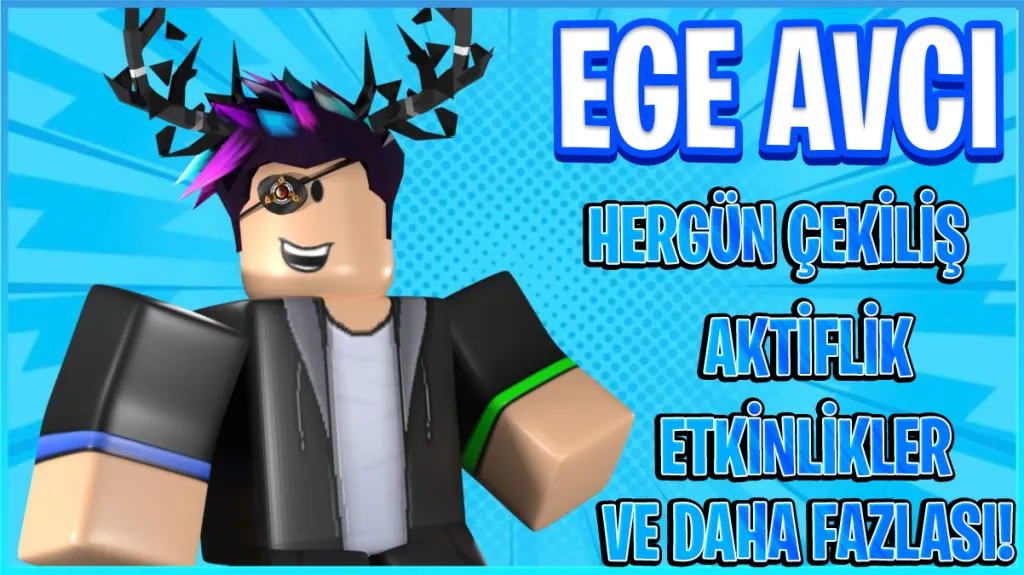 EGE AVCI
HERGÜN ÇEKİLİŞ
AKTİFLİK
ETKİNLİKLER
VE DAHA FAZLASI!